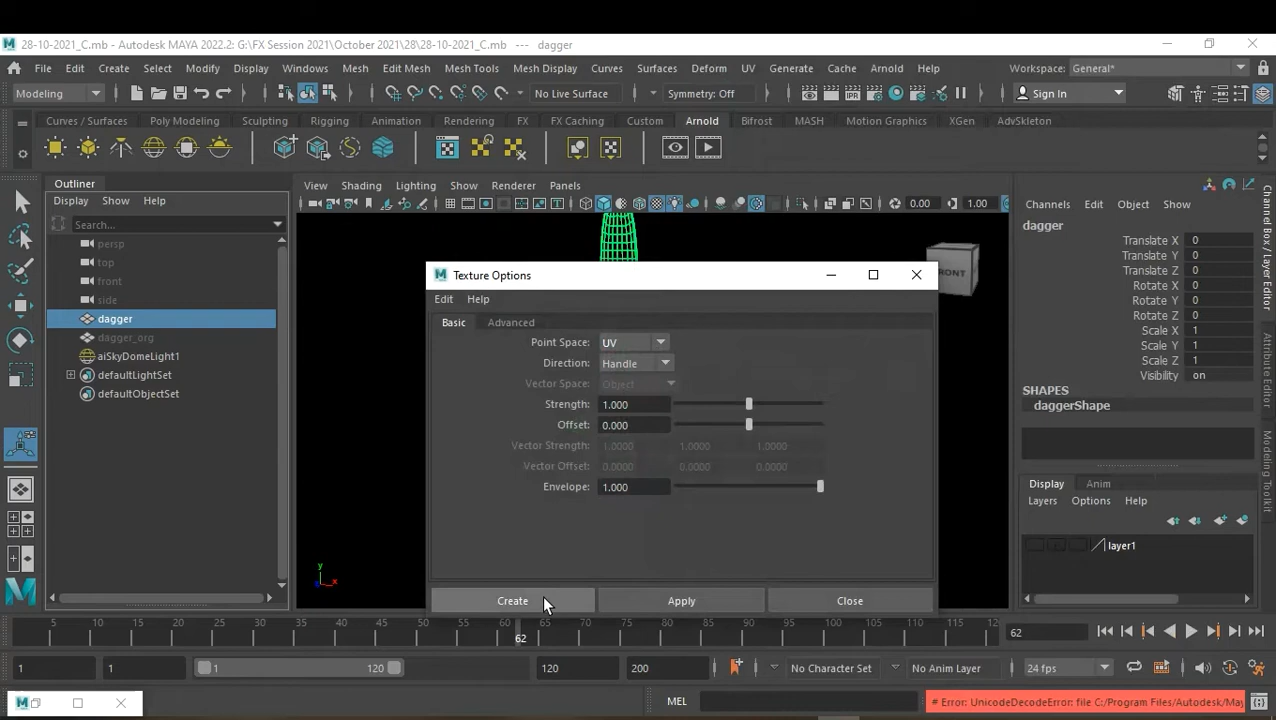 28-10-2021_C.mb - Autodesk MAYA 2022.2: G:\FX Session 2021\October 2021\28\28-10-2021_C.mb --- dagger
File Edit Create Select Modify Display Windows Mesh Edit Mesh Mesh Tools Mesh Display Curves Surfaces Deform UV Generate Cache Arnold Help Workspace: General*
Modeling No Live Surface Symmetry: Off Sign In
Curves / Surfaces Poly Modeling Sculpting Rigging Animation Rendering FX FX Caching Custom Arnold Bifrost MASH Motion Graphics XGen AdvSkeleton
Outliner
Display Show Help
Search...
persp
top
front
side
dagger
dagger_org
aiSkyDomeLight1
defaultLightSet
defaultObjectSet
View Shading Lighting Show Renderer Panels
0.00 1.00
FRONT
Texture Options
Edit Help
Basic Advanced
Point Space: UV
Direction: Handle
Vector Space: Object
Strength: 1.000
Offset: 0.000
Vector Strength: 1.0000 1.0000 1.0000
Vector Offset: 0.0000 0.0000 0.0000
Envelope: 1.000
Create Apply Close
y
x
Channels Edit Object Show
dagger
Translate X 0
Translate Y 0
Translate Z 0
Rotate X 0
Rotate Y 0
Rotate Z 0
Scale X 1
Scale Y 1
Scale Z 1
Visibility on
SHAPES
daggerShape
Display Anim
Layers Options Help
layer1
Channel Box / Layer Editor
Attribute Editor
Modeling Toolkit
5 10 15 20 25 30 35 40 45 50 55 60 62 65 70 75 80 85 90 95 100 105 110 115 12 62
1 1 1 120 120 200 No Character Set No Anim Layer 24 fps
MEL # Error: UnicodeDecodeError: file C:/Program Files/Autodesk/May